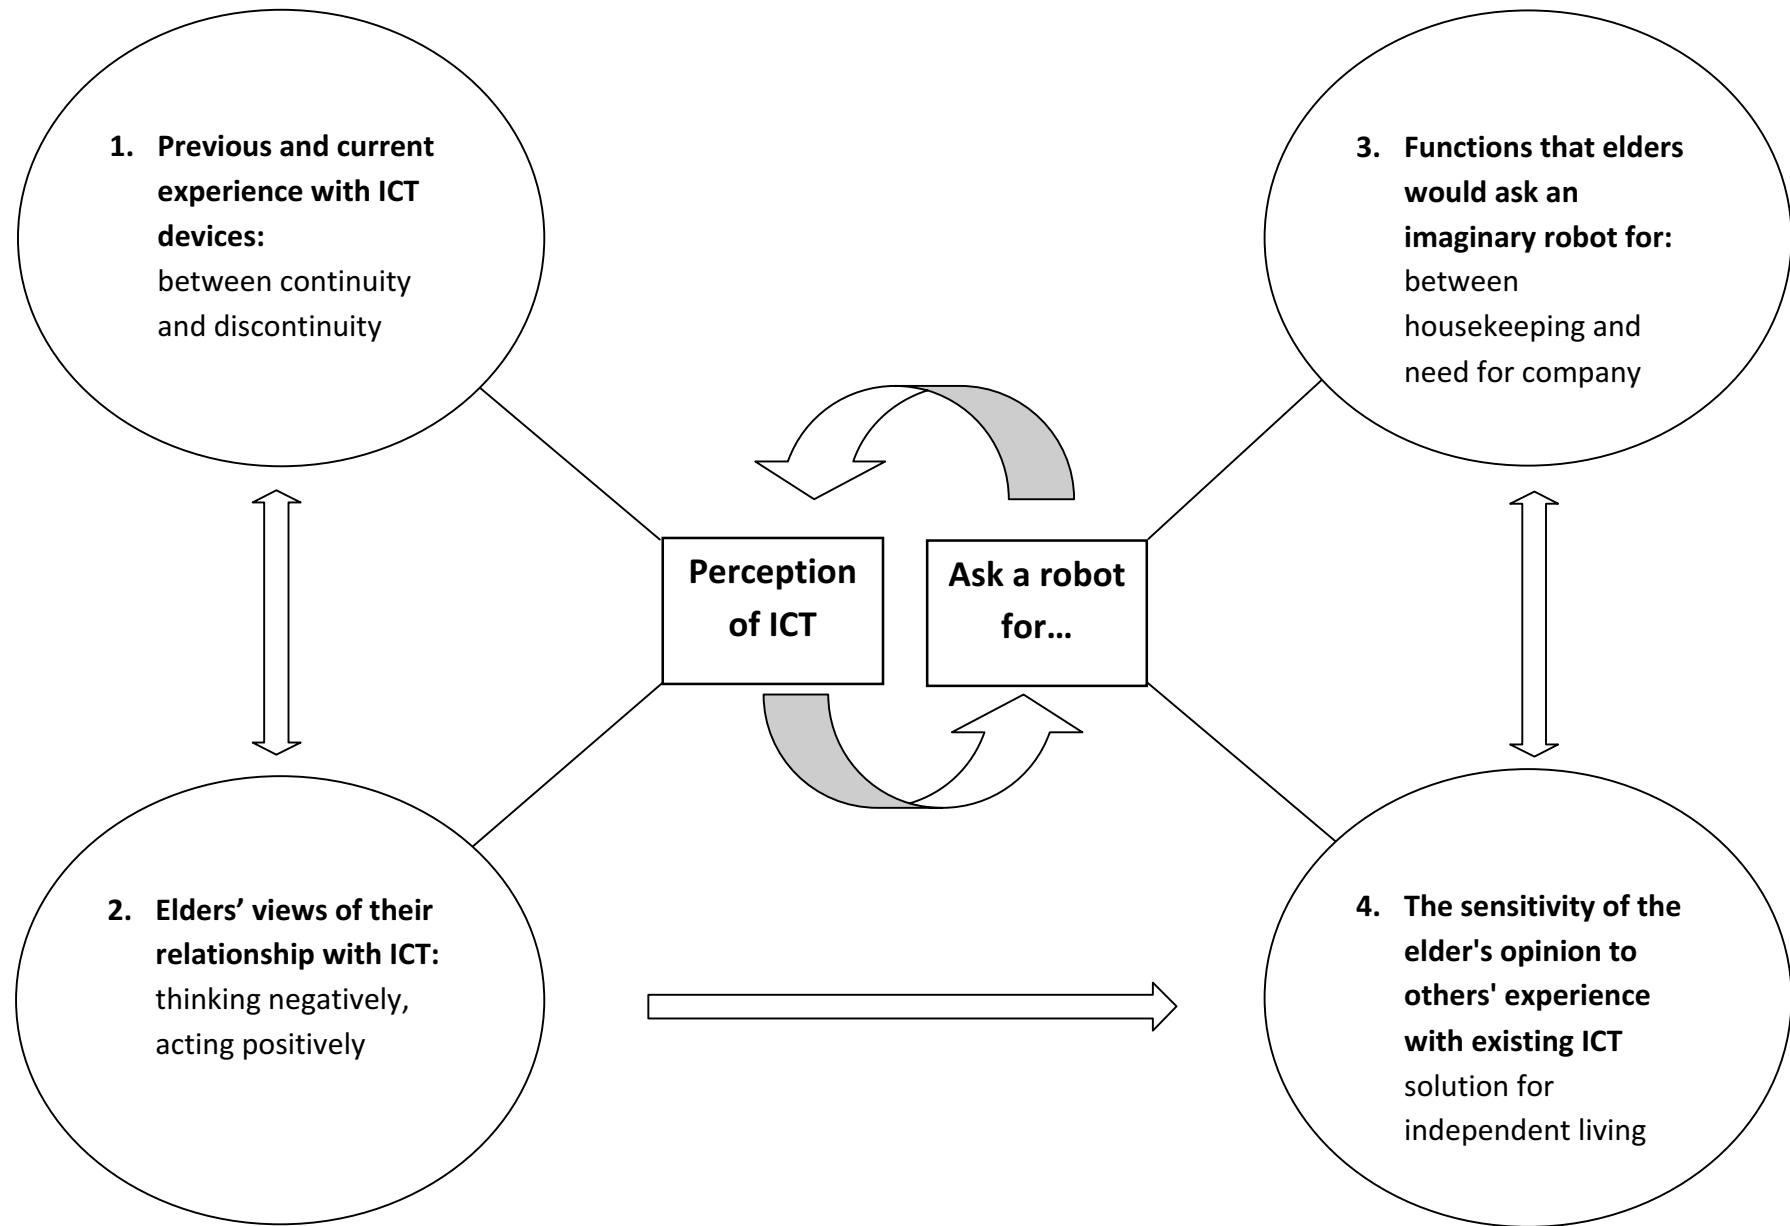 1. Previous and current
experience with ICT
devices:
between continuity
and discontinuity
3. Functions that elders
would ask an
imaginary robot for:
between
housekeeping and
need for company
Perception
of ICT
Ask a robot
for…
2. Elders’ views of their
relationship with ICT:
thinking negatively,
acting positively
4. The sensitivity of the
elder's opinion to
others' experience
with existing ICT
solution for
independent living